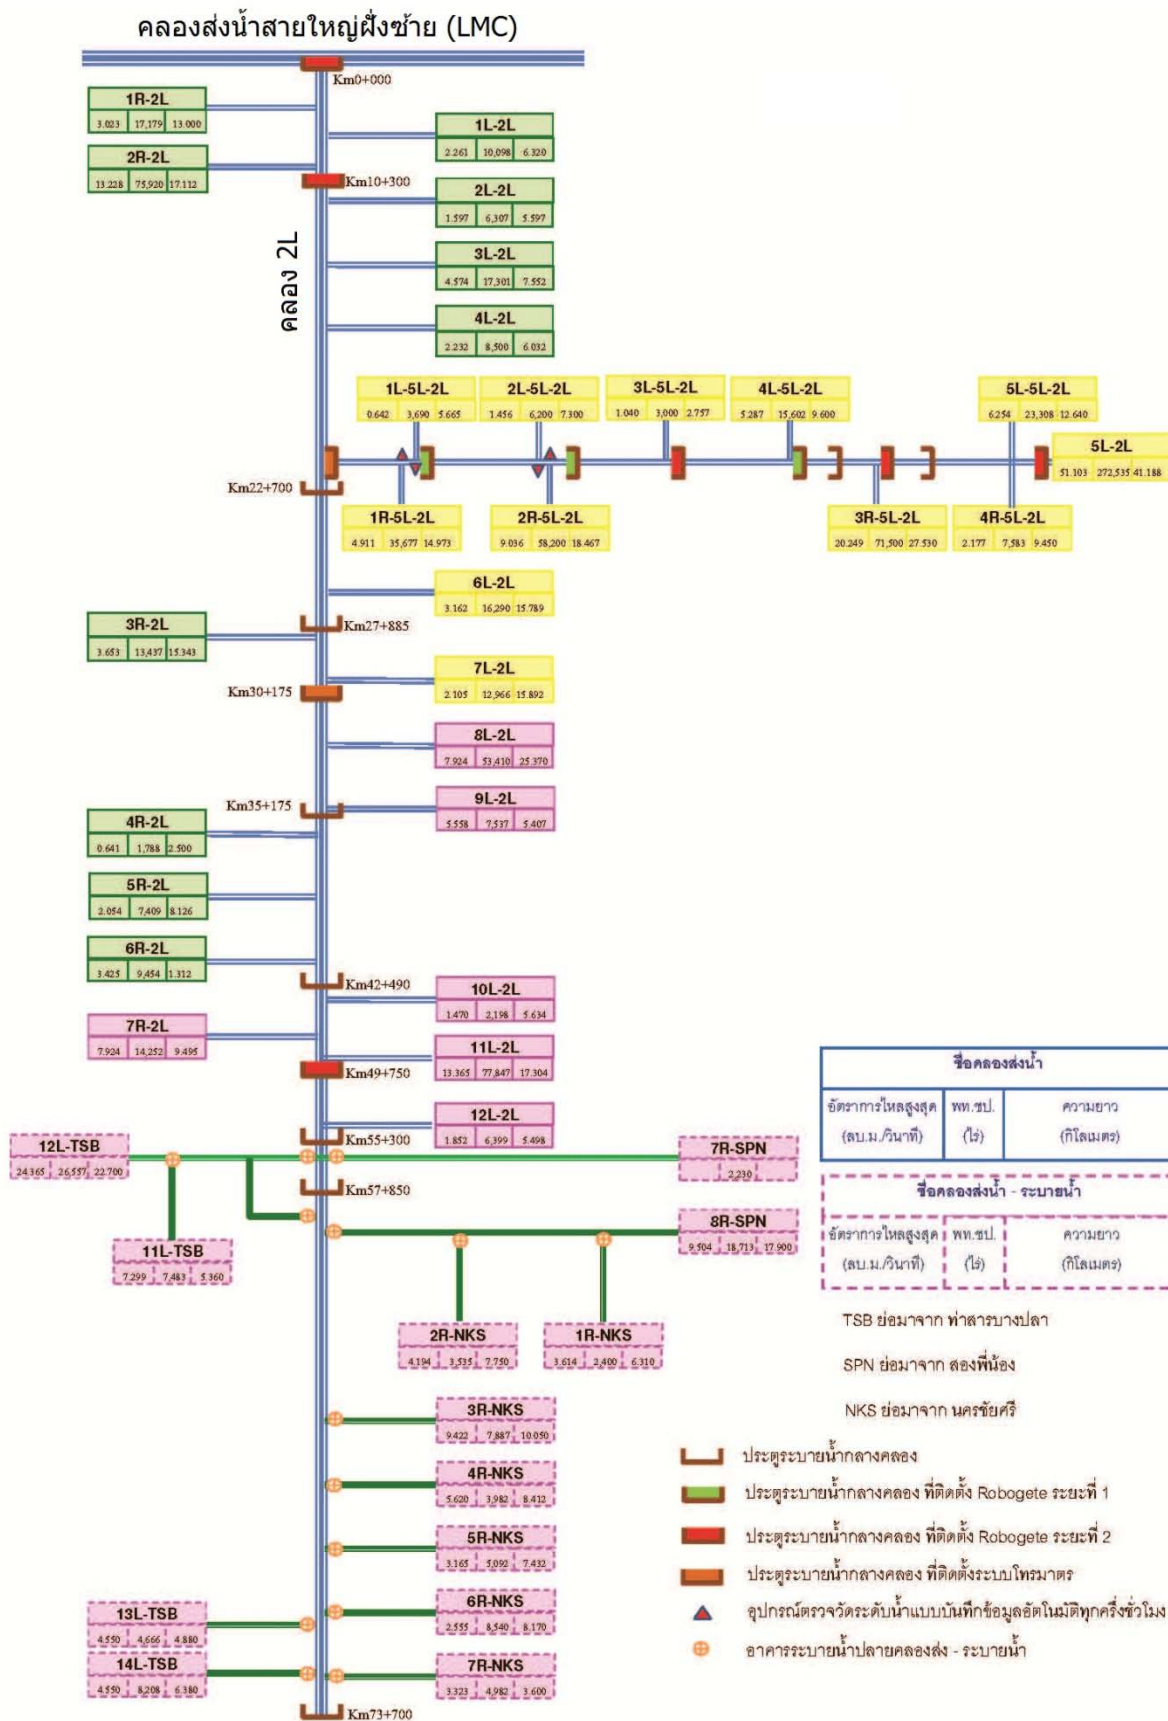 คลองส่งน้ำสายใหญ่ฝั่งซ้าย (LMC)
Km0+000
1R-2L
3.023 17,179 13.000
1L-2L
2.261 10,098 6.320
2R-2L
13.228 75,920 17.112
Km10+300
2L-2L
1.597 6,307 5.597
คลอง 2L
3L-2L
4.574 17,301 7.552
4L-2L
2.232 8,500 6.032
1L-5L-2L
0.642 3,690 5.665
2L-5L-2L
1.456 6,200 7.300
3L-5L-2L
1.040 3,000 2.757
4L-5L-2L
5.287 15,602 9.600
5L-5L-2L
6.254 23,308 12.640
5L-2L
51.103 272,535 41.188
Km22+700
1R-5L-2L
4.911 35,677 14.973
2R-5L-2L
9.036 58,200 18.467
3R-5L-2L
20.249 71,500 27.530
4R-5L-2L
2.177 7,583 9.450
6L-2L
3.162 16,290 15.789
3R-2L
3.653 13,437 15.343
Km27+885
7L-2L
2.105 12,966 15.892
Km30+175
8L-2L
7.924 53,410 25.370
Km35+175
9L-2L
5.558 7,537 5.407
4R-2L
0.641 1,788 2.500
5R-2L
2.054 7,409 8.126
6R-2L
3.425 9,454 1.312
Km42+490
10L-2L
1.470 2,198 5.634
7R-2L
7.924 14,252 9.495
11L-2L
13.365 77,847 17.304
Km49+750
12L-2L
1.852 6,399 5.498
Km55+300
12L-TSB
24.365 26,557 22.700
7R-SPN
2,230
Km57+850
11L-TSB
7.299 7,483 5.360
8R-SPN
9.504 18,713 17.900
2R-NKS
4.194 3,535 7.750
1R-NKS
3.614 2,400 6.310
3R-NKS
9.422 7,887 10.050
4R-NKS
5.620 3,982 8.412
5R-NKS
3.165 5,092 7.432
6R-NKS
2.555 8,540 8.170
13L-TSB
4.550 4,666 4.880
14L-TSB
4.550 8,208 6.380
7R-NKS
3.323 4,982 3.600
Km73+700
ชื่อคลองส่งน้ำ
อัตราการไหลสูงสุด พท.ชป. ความยาว
(ลบ.ม./วินาที) (ไร่) (กิโลเมตร)
ชื่อคลองส่งน้ำ - ระบายน้ำ
อัตราการไหลสูงสุด พท.ชป. ความยาว
(ลบ.ม./วินาที) (ไร่) (กิโลเมตร)
TSB ย่อมาจาก ท่าสารบางปลา
SPN ย่อมาจาก สองพี่น้อง
NKS ย่อมาจาก นครชัยศรี
ประตูระบายน้ำกลางคลอง
ประตูระบายน้ำกลางคลอง ที่ติดตั้ง Robogete ระยะที่ 1
ประตูระบายน้ำกลางคลอง ที่ติดตั้ง Robogete ระยะที่ 2
ประตูระบายน้ำกลางคลอง ที่ติดตั้งระบบโทรมาตร
อุปกรณ์ตรวจวัดระดับน้ำแบบบันทึกข้อมูลอัตโนมัติทุกครึ่งชั่วโมง
อาคารระบายน้ำปลายคลองส่ง - ระบายน้ำ